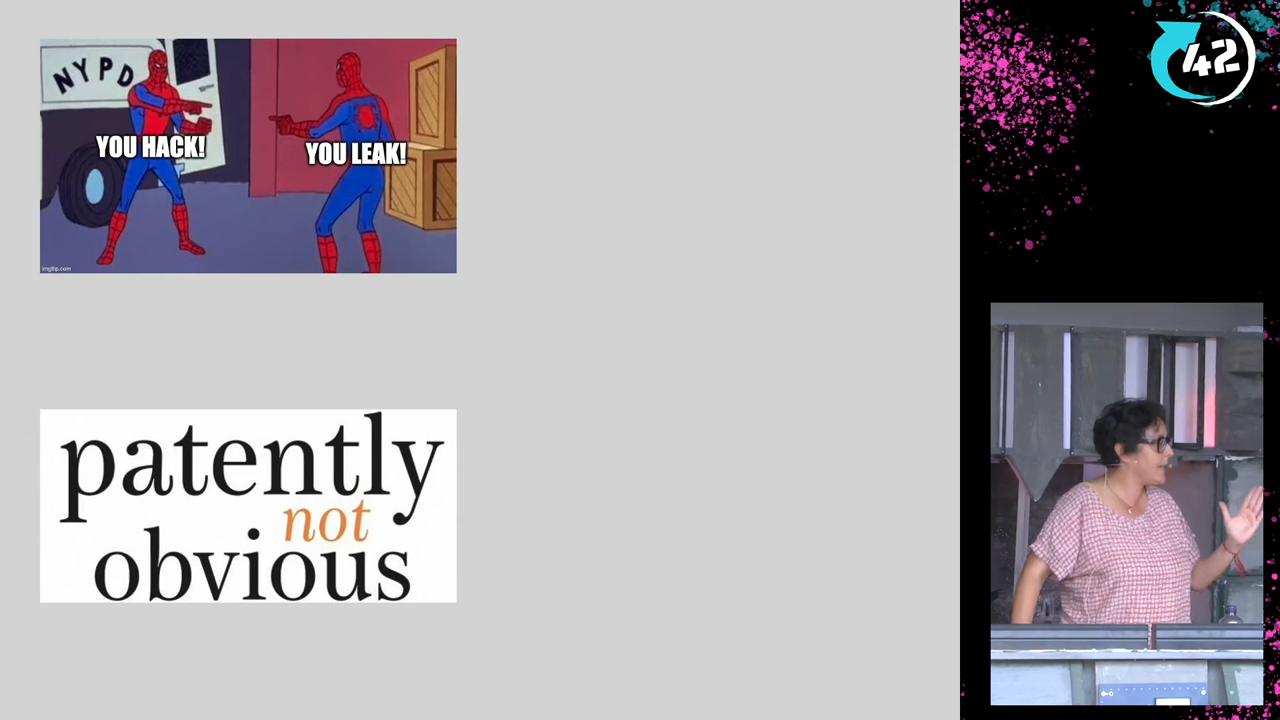 NYPD
YOU HACK!
YOU LEAK!
imgflip.com
patently
not
obvious
42